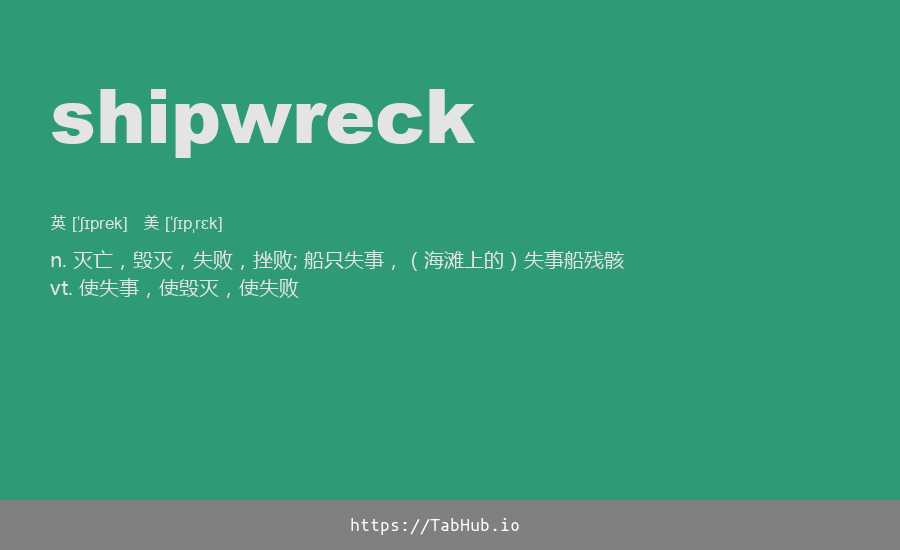 shipwreck
英 [ˈʃɪprek] 美 [ˈʃɪpˌrɛk]
n. 灭亡，毁灭，失败，挫败; 船只失事，（海滩上的）失事船残骸
vt. 使失事，使毁灭，使失败
https://TabHub.io